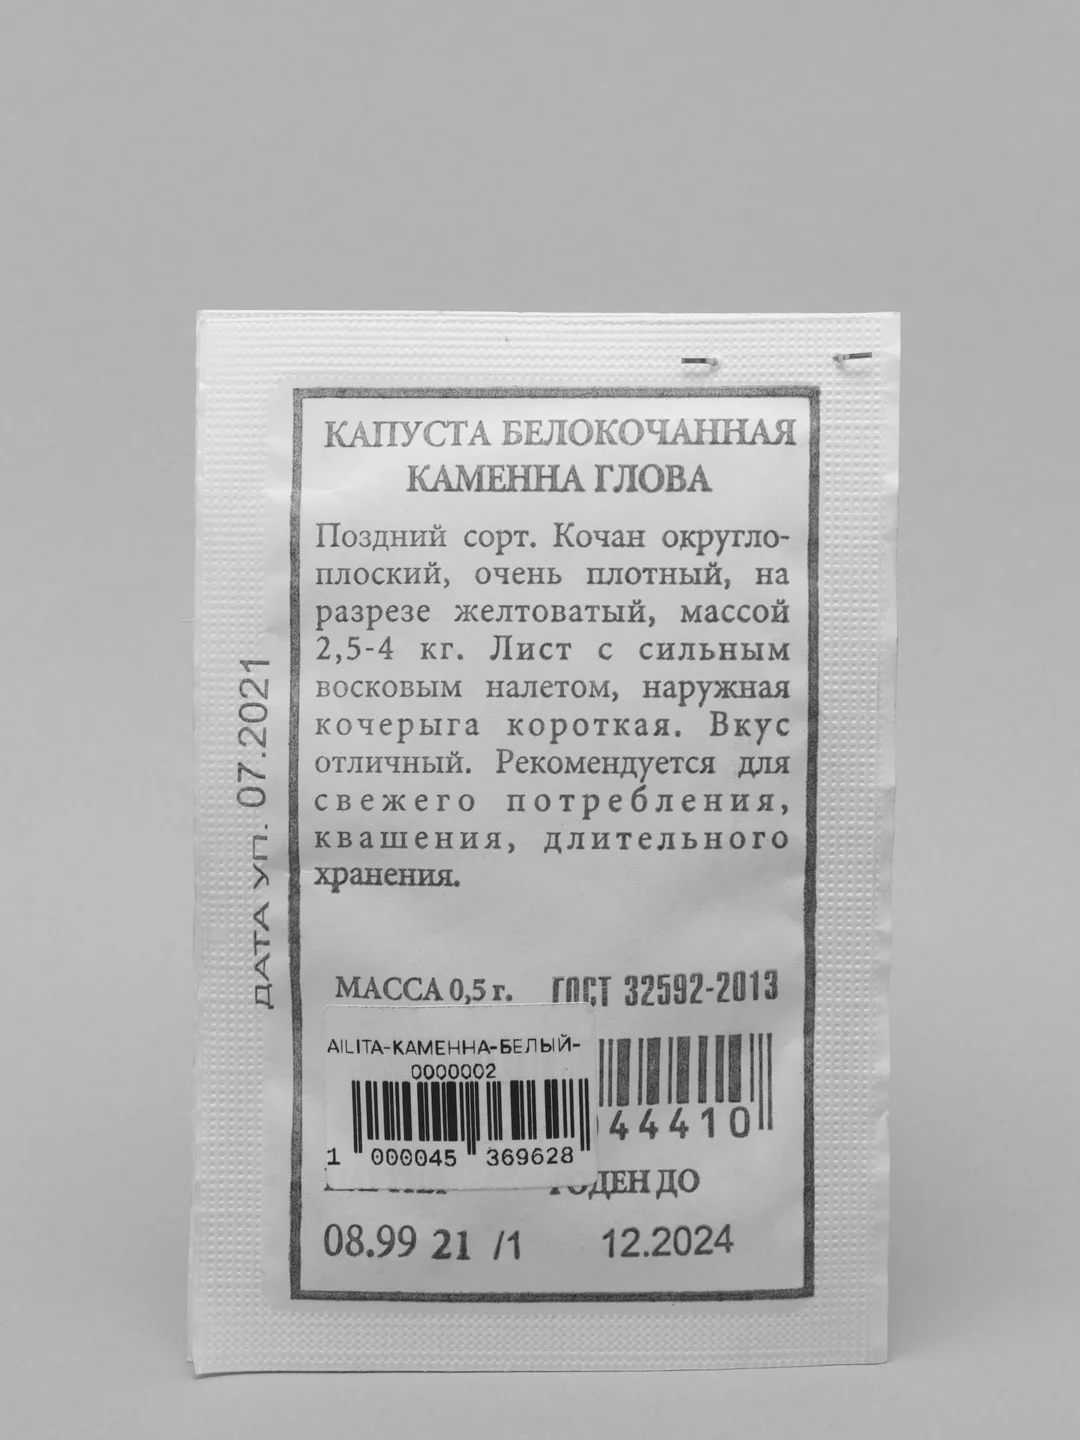 КАПУСТА БЕЛОКОЧАННАЯ
КАМЕННА ГЛОВА
Поздний сорт. Кочан округло-
плоский, очень плотный, на
разрезе желтоватый, массой
2,5-4 кг. Лист с сильным
восковым налетом, наружная
кочерыга короткая. Вкус
отличный. Рекомендуется для
свежего потребления,
квашения, длительного
хранения.
ДАТА УП. 07.2021
МАССА 0,5 г. ГОСТ 32592-2013
AILITA-КАМЕННА-БЕЛЫЙ-
0000002
1 000045 369628
44410
ГОДЕН ДО
08.99 21 /1 12.2024